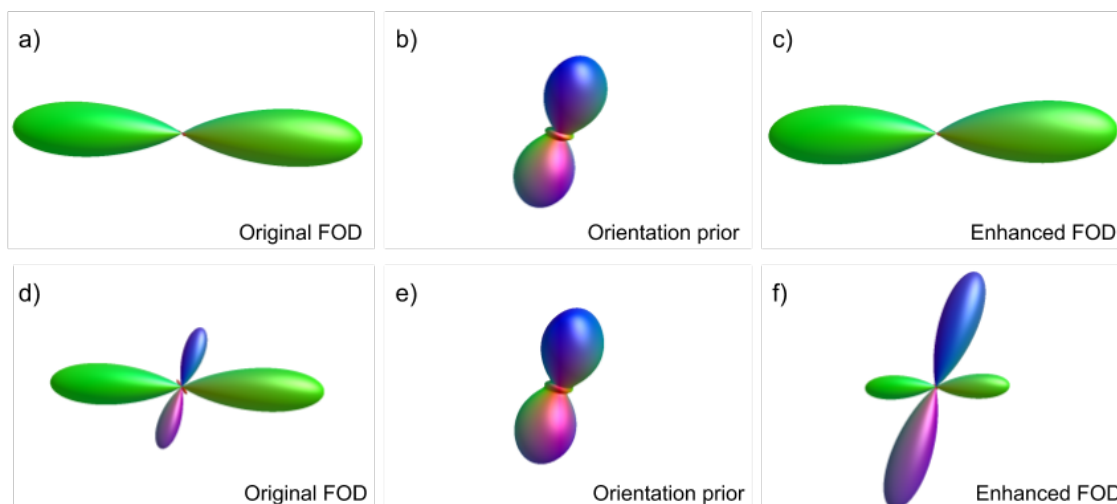 a)
Original FOD
b)
Orientation prior
c)
Enhanced FOD
d)
Original FOD
e)
Orientation prior
f)
Enhanced FOD